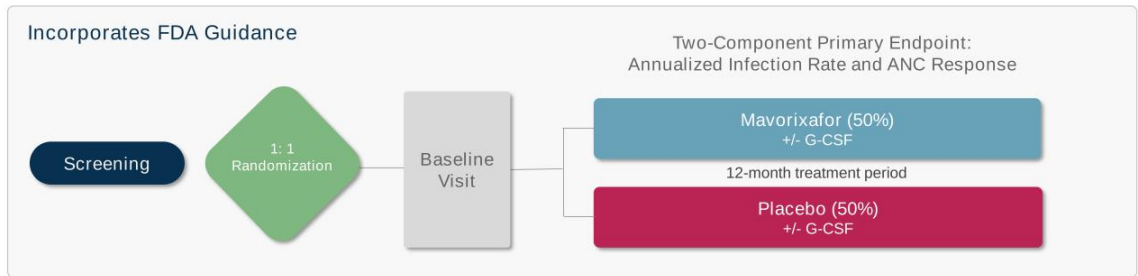 Incorporates FDA Guidance
Two-Component Primary Endpoint:
Annualized Infection Rate and ANC Response
Screening
1: 1
Randomization
Baseline
Visit
Mavorixafor (50%)
+/- G-CSF
12-month treatment period
Placebo (50%)
+/- G-CSF